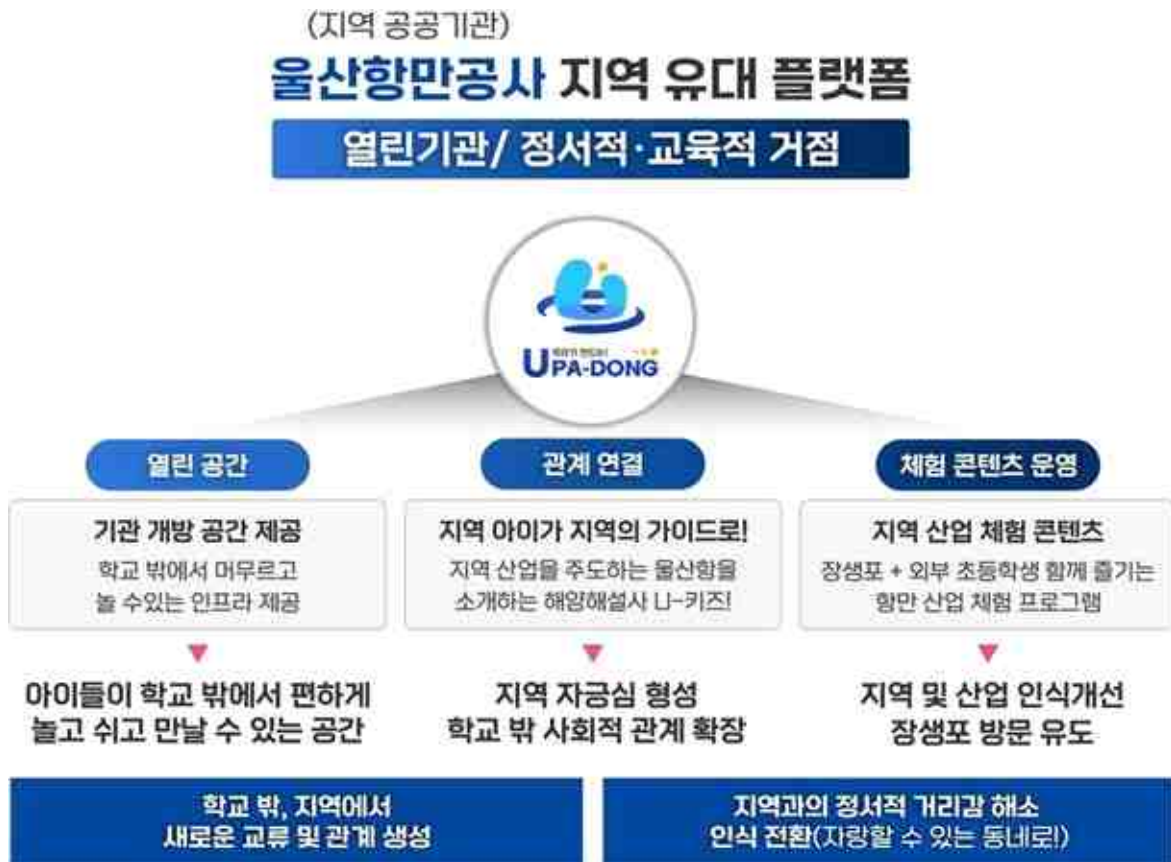 (지역 공공기관)
울산항만공사 지역 유대 플랫폼
열린기관/ 정서적·교육적 거점
UPA-DONG
열린 공간
기관 개방 공간 제공
학교 밖에서 머무르고
놀 수있는 인프라 제공
아이들이 학교 밖에서 편하게
놀고 쉬고 만날 수 있는 공간
관계 연결
지역 아이가 지역의 가이드로!
지역 산업을 주도하는 울산항을
소개하는 해양해설사 U-키즈!
지역 자긍심 형성
학교 밖 사회적 관계 확장
체험 콘텐츠 운영
지역 산업 체험 콘텐츠
장생포 + 외부 초등학생 함께 즐기는
항만 산업 체험 프로그램
지역 및 산업 인식개선
장생포 방문 유도
학교 밖, 지역에서
새로운 교류 및 관계 생성
지역과의 정서적 거리감 해소
인식 전환(자랑할 수 있는 동네로!)